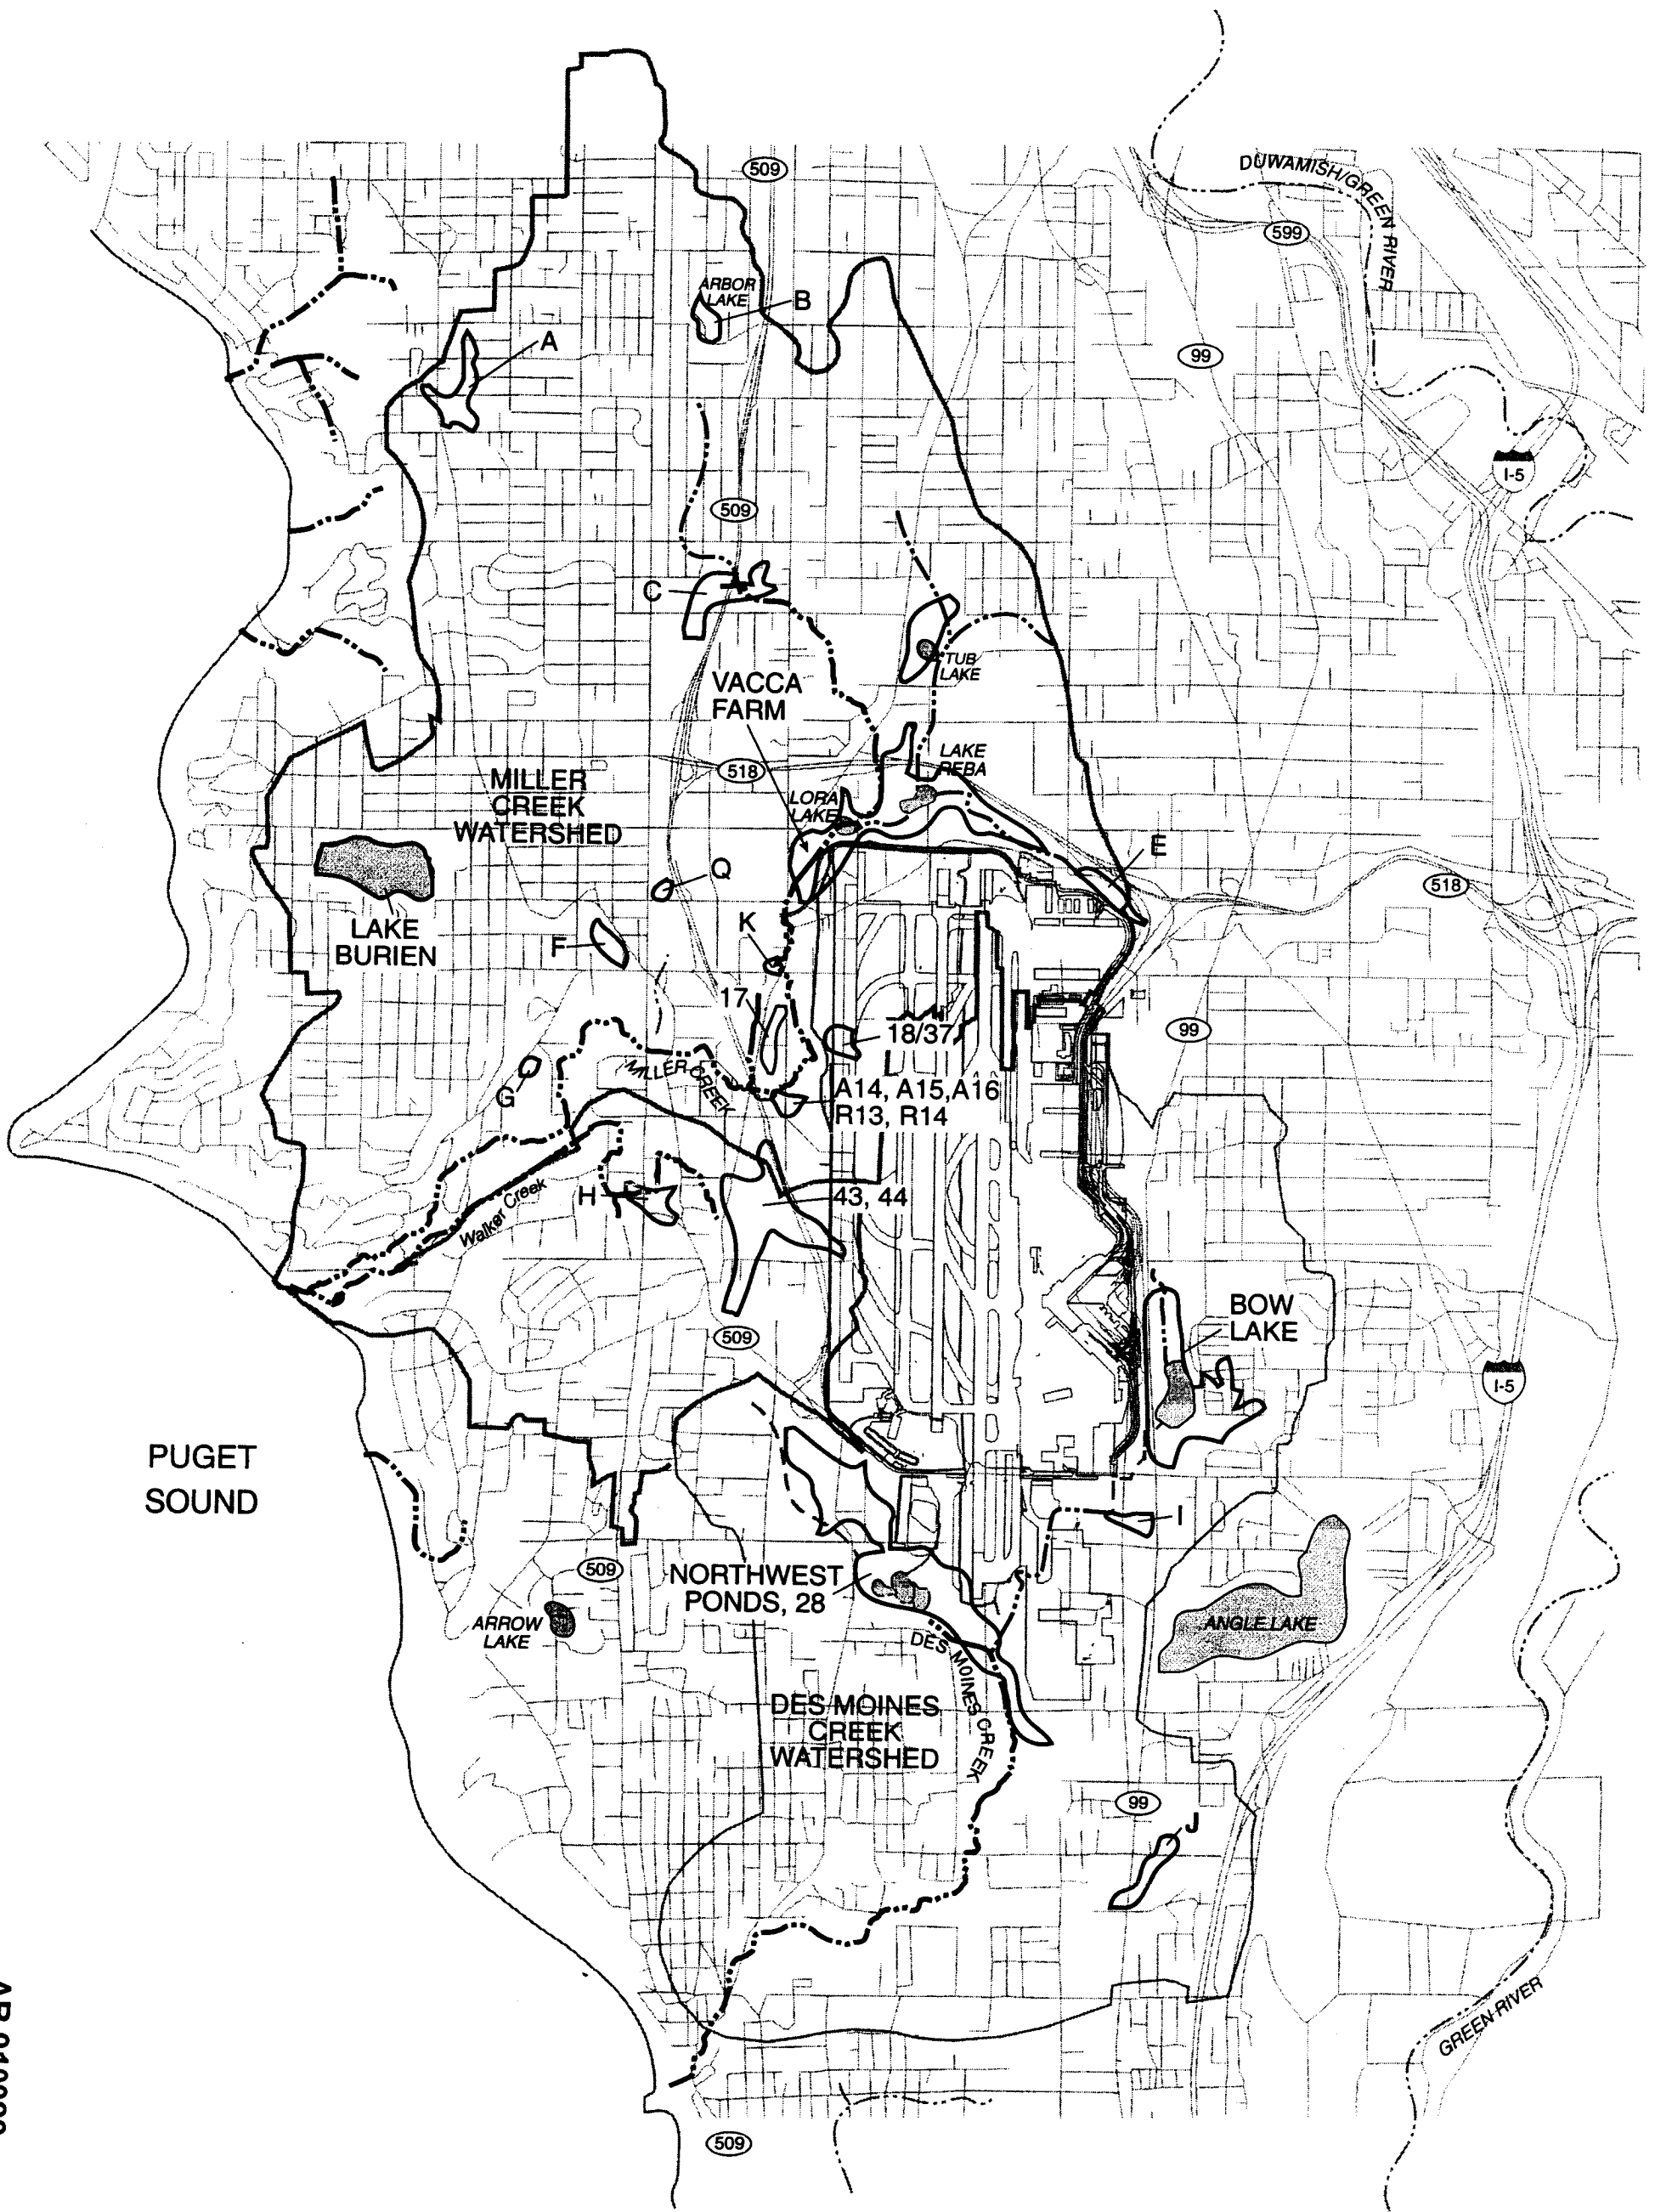 DUWAMISH/GREEN RIVER
509
599
ARBOR
LAKE
B
A
99
I-5
509
C
TUB
LAKE
VACCA
FARM
LAKE
REBA
518
MILLER
CREEK
WATERSHED
LORA
LAKE
E
518
Q
LAKE
BURIEN
F
K
17
18/37
99
MILLER CREEK
G
A14, A15, A16
R13, R14
H
43, 44
Walker Creek
BOW
LAKE
509
I-5
PUGET
SOUND
I
509
NORTHWEST
PONDS, 28
ARROW
LAKE
ANGLE LAKE
DES MOINES CREEK
DES MOINES
CREEK
WATERSHED
99
J
GREEN RIVER
509